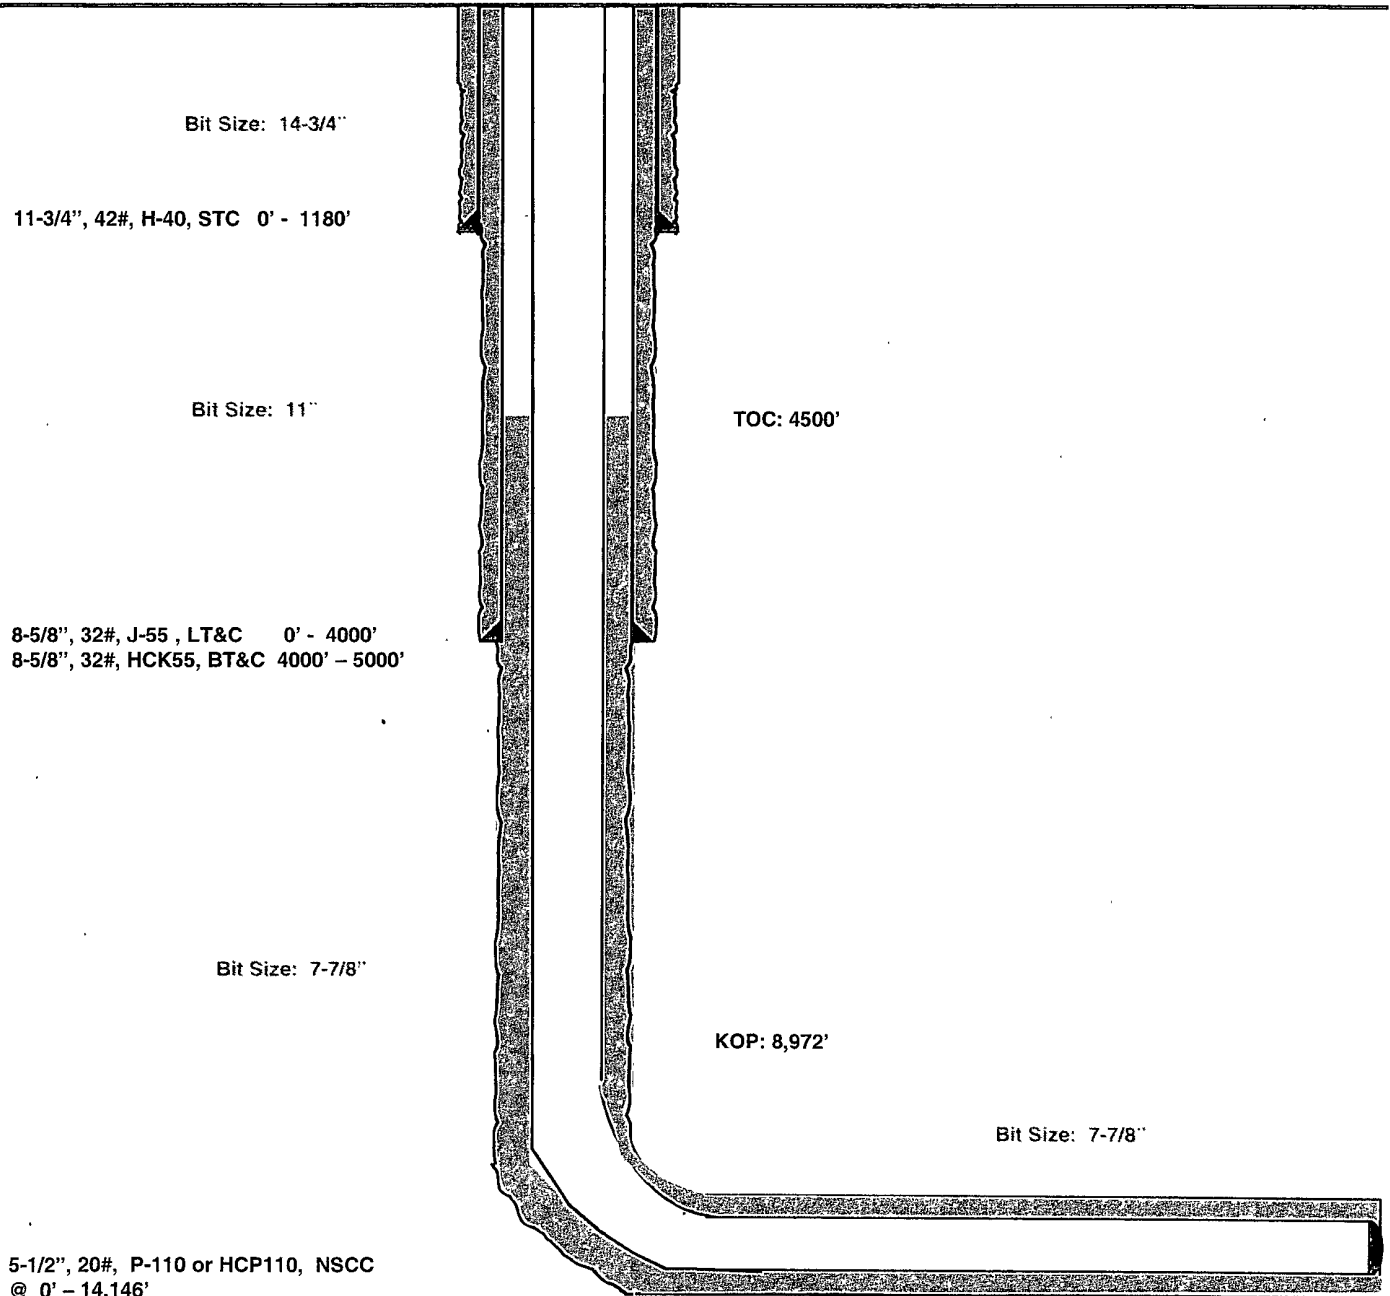 Bit Size: 14-3/4"
11-3/4", 42#, H-40, STC 0' - 1180'
Bit Size: 11"
TOC: 4500'
8-5/8", 32#, J-55 , LT&C 0' - 4000'
8-5/8", 32#, HCK55, BT&C 4000' – 5000'
Bit Size: 7-7/8"
KOP: 8,972'
Bit Size: 7-7/8"
5-1/2", 20#, P-110 or HCP110, NSCC
@ 0' – 14,146'